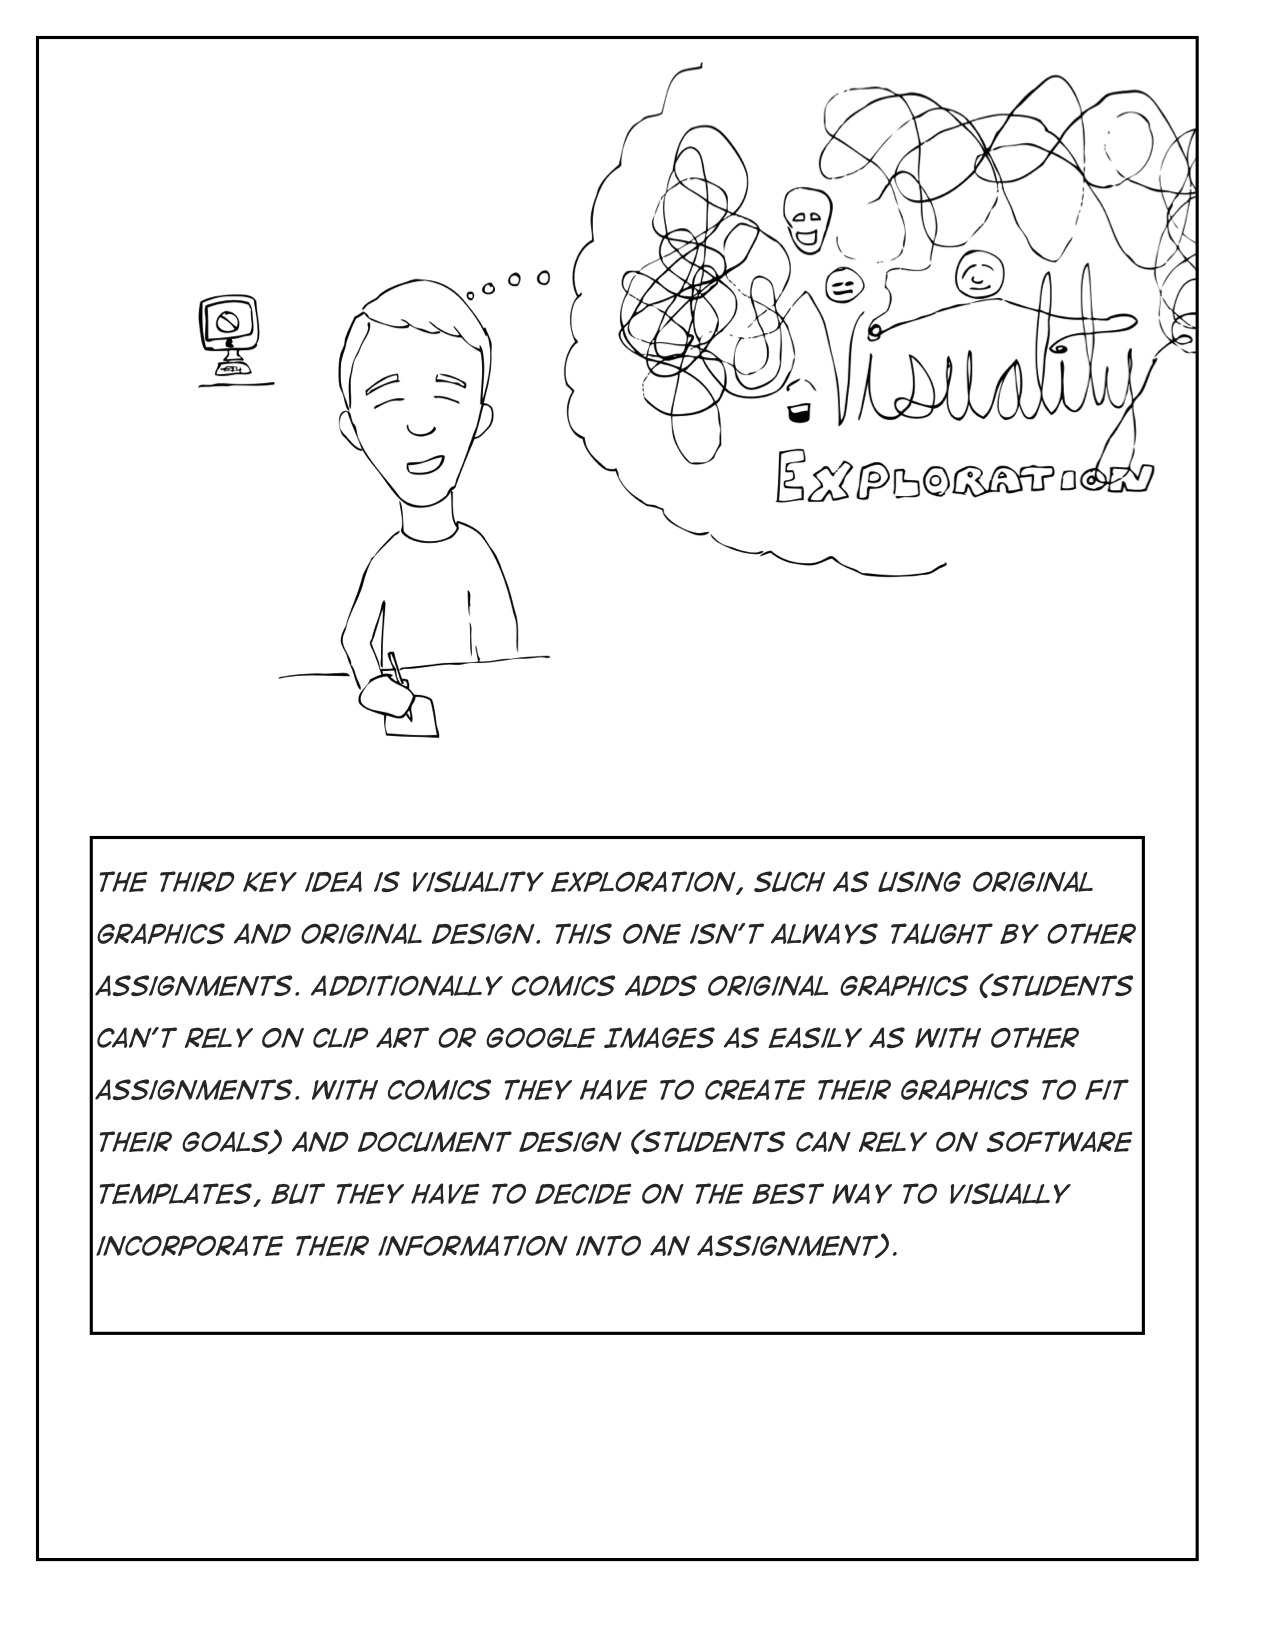 Visuality
EXPLORATION
THE THIRD KEY IDEA IS VISUALITY EXPLORATION, SUCH AS USING ORIGINAL
GRAPHICS AND ORIGINAL DESIGN. THIS ONE ISN'T ALWAYS TAUGHT BY OTHER
ASSIGNMENTS. ADDITIONALLY COMICS ADDS ORIGINAL GRAPHICS (STUDENTS
CAN'T RELY ON CLIP ART OR GOOGLE IMAGES AS EASILY AS WITH OTHER
ASSIGNMENTS. WITH COMICS THEY HAVE TO CREATE THEIR GRAPHICS TO FIT
THEIR GOALS) AND DOCUMENT DESIGN (STUDENTS CAN RELY ON SOFTWARE
TEMPLATES, BUT THEY HAVE TO DECIDE ON THE BEST WAY TO VISUALLY
INCORPORATE THEIR INFORMATION INTO AN ASSIGNMENT).